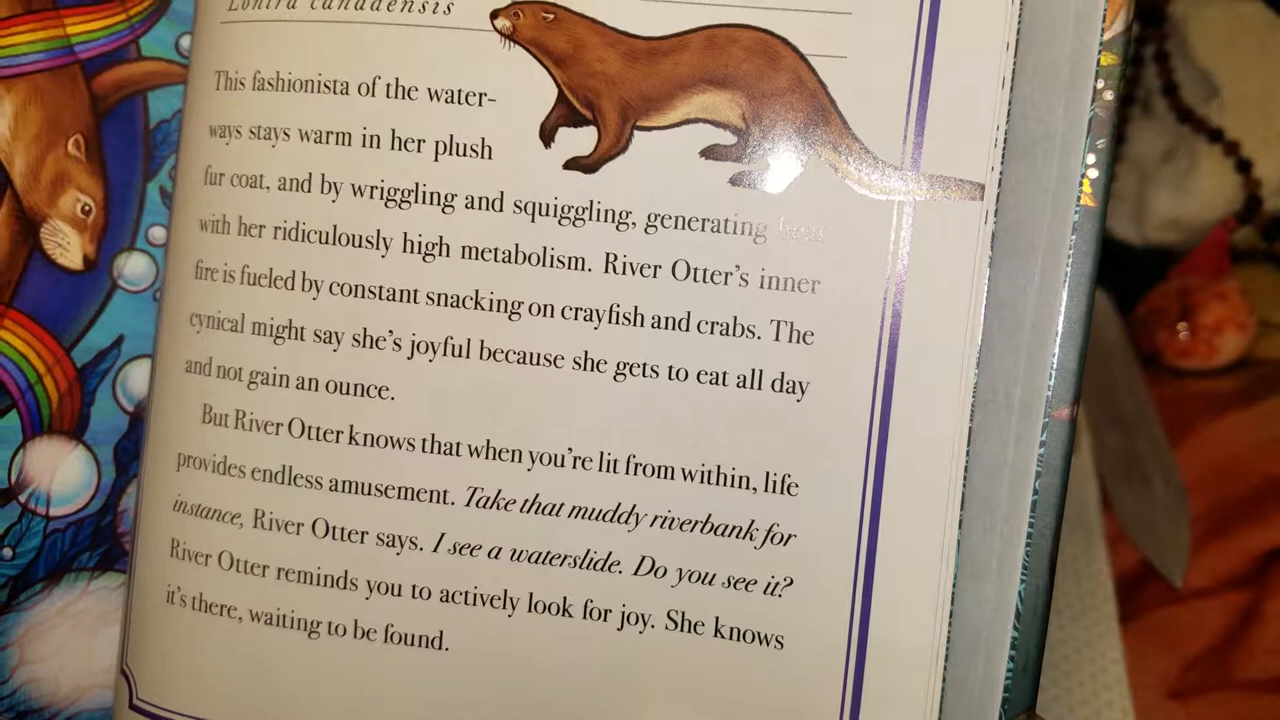 Lontra canadensis
This fashionista of the water-
ways stays warm in her plush
fur coat, and by wriggling and squiggling, generating heat
with her ridiculously high metabolism. River Otter's inner
fire is fueled by constant snacking on crayfish and crabs. The
cynical might say she's joyful because she gets to eat all day
and not gain an ounce.
But River Otter knows that when you're lit from within, life
provides endless amusement. Take that muddy riverbank for
instance, River Otter says. I see a waterslide. Do you see it?
River Otter reminds you to actively look for joy. She knows
it's there, waiting to be found.